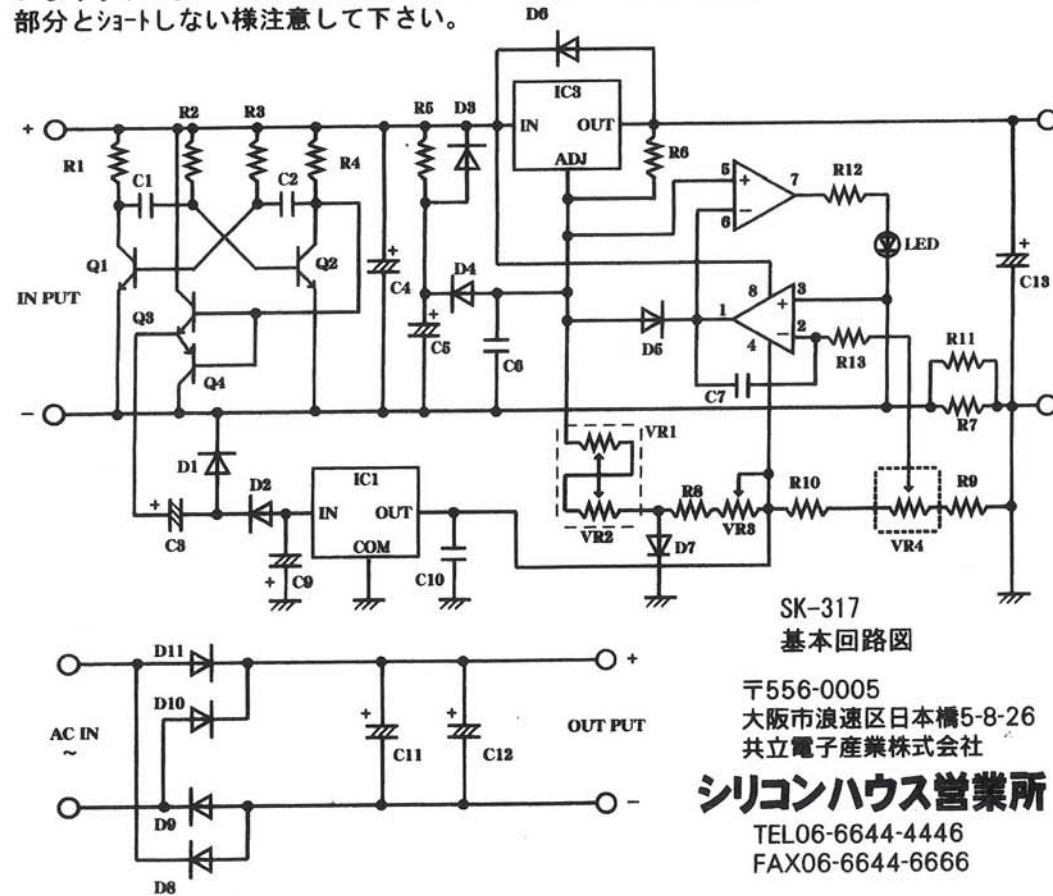 部分とｼｮｰﾄしない様注意して下さい。
D6
IC3
IN
OUT
ADJ
+
R1
R2
R3
R4
C1
C2
R5
D3
R6
5
+
-
6
7
R12
LED
Q1
Q2
IN PUT
Q3
Q4
+
C4
D4
+
C5
C6
D5
1
8
4
+
3
-
2
R13
C7
R11
R7
+
C13
-
D1
D2
+
C3
IC1
IN
OUT
COM
+
C9
C10
VR1
VR2
R8
VR3
D7
R10
VR4
R9
SK-317
基本回路図
D11
D10
AC IN
~
D9
D8
+
C11
+
C12
+
OUT PUT
-
〒556-0005
大阪市浪速区日本橋5-8-26
共立電子産業株式会社
シリコンハウス営業所
TEL06-6644-4446
FAX06-6644-6666